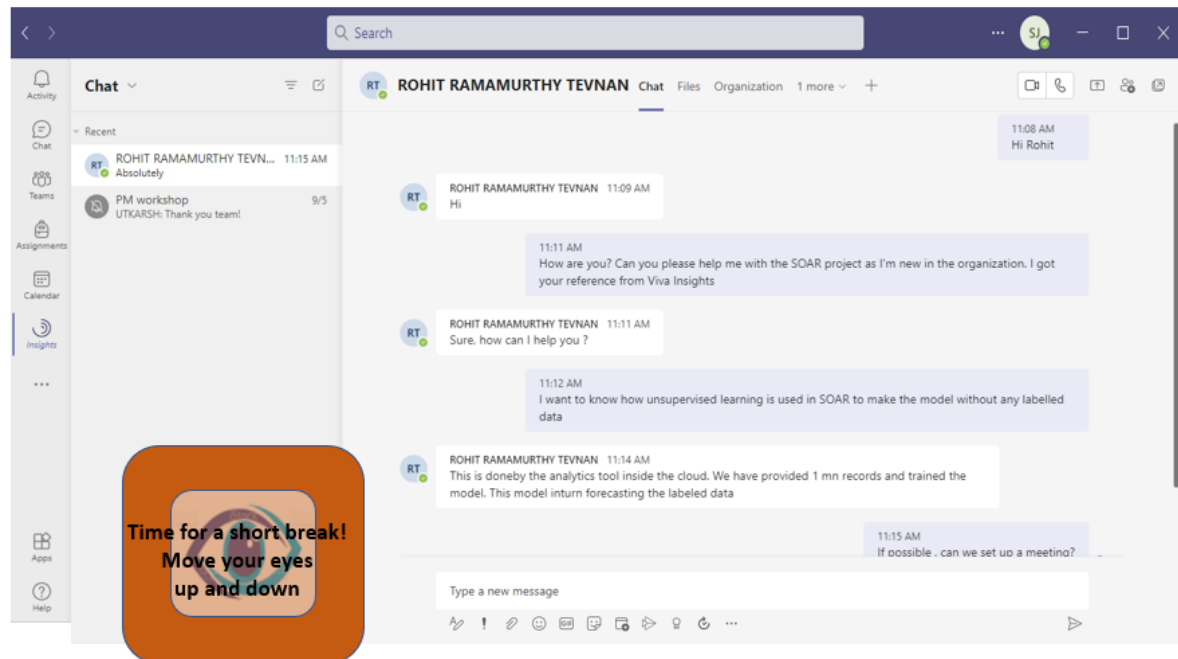 Search
SJ
Activity
Chat
Teams
Assignments
Calendar
Insights
Apps
Help
Chat
Recent
RT
ROHIT RAMAMURTHY TEVN... 11:15 AM
Absolutely
PM workshop 9/5
UTKARSH: Thank you team!
RT ROHIT RAMAMURTHY TEVNAN Chat Files Organization 1 more
11:08 AM
Hi Rohit
RT
ROHIT RAMAMURTHY TEVNAN 11:09 AM
Hi
11:11 AM
How are you? Can you please help me with the SOAR project as I'm new in the organization. I got
your reference from Viva Insights
RT
ROHIT RAMAMURTHY TEVNAN 11:11 AM
Sure, how can I help you ?
11:12 AM
I want to know how unsupervised learning is used in SOAR to make the model without any labelled
data
RT
ROHIT RAMAMURTHY TEVNAN 11:14 AM
This is doneby the analytics tool inside the cloud. We have provided 1 mn records and trained the
model. This model inturn forecasting the labeled data
11:15 AM
If possible , can we set up a meeting?
Type a new message
GIF
Time for a short break!
Move your eyes
up and down